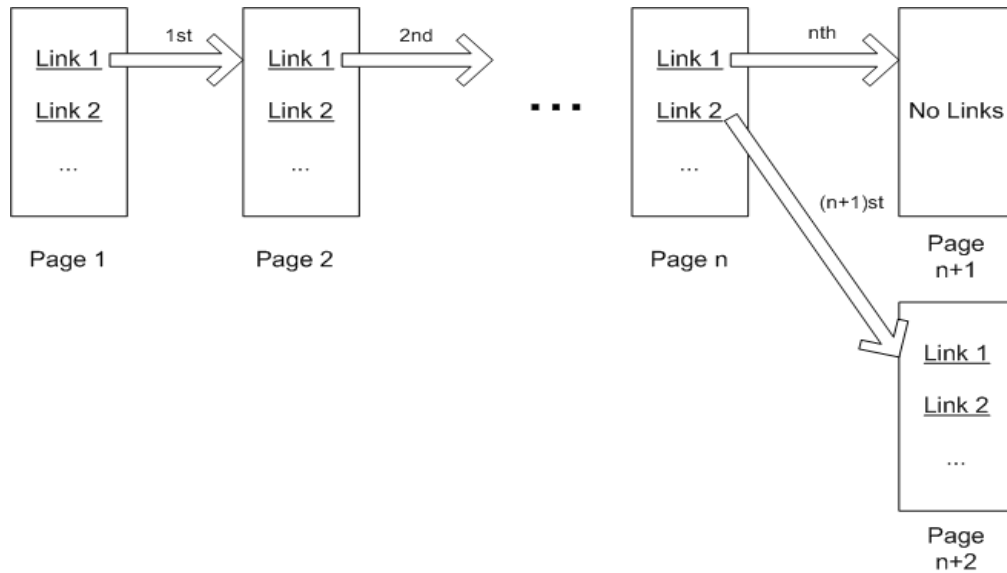 1st
2nd
nth
Link 1
Link 2
...
Page 1
Link 1
Link 2
...
Page 2
...
Link 1
Link 2
...
Page n
No Links
Page
n+1
(n+1)st
Link 1
Link 2
...
Page
n+2